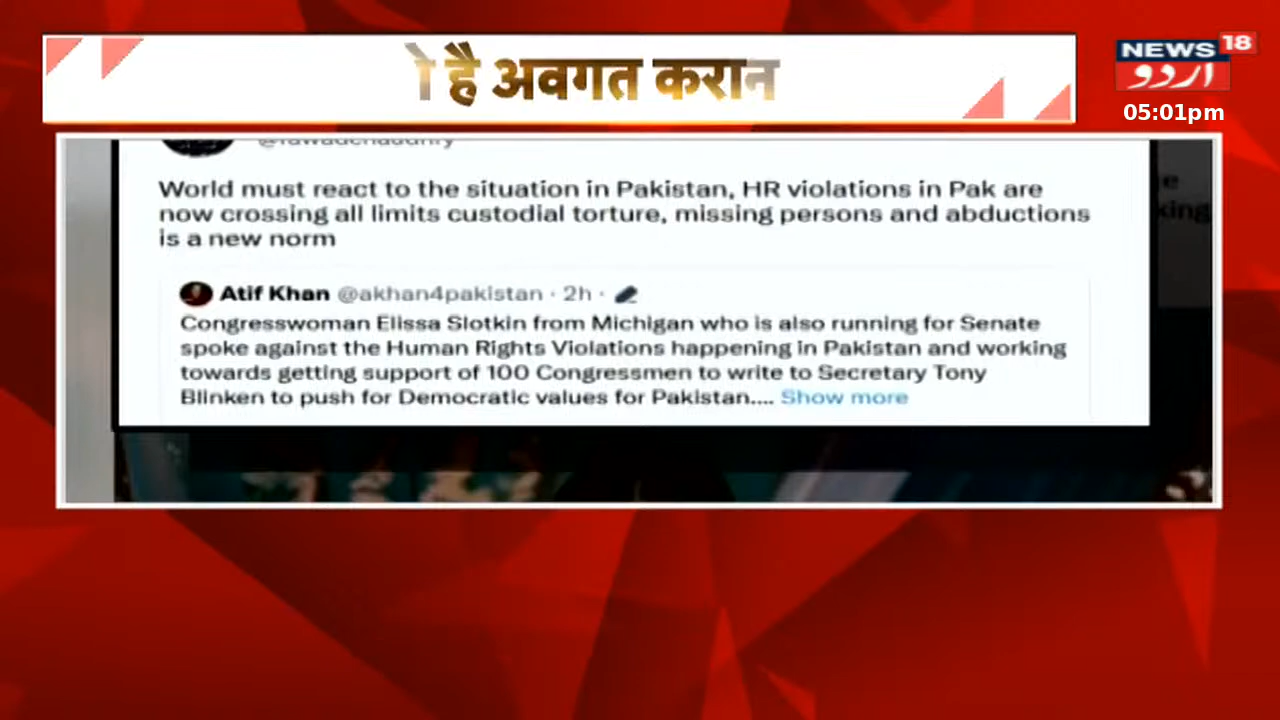 है अवगत करान
NEWS 18
اردو
05:01pm
World must react to the situation in Pakistan, HR violations in Pak are
now crossing all limits custodial torture, missing persons and abductions
is a new norm
Atif Khan @akhan4pakistan · 2h ·
Congresswoman Elissa Slotkin from Michigan who is also running for Senate
spoke against the Human Rights Violations happening in Pakistan and working
towards getting support of 100 Congressmen to write to Secretary Tony
Blinken to push for Democratic values for Pakistan.... Show more